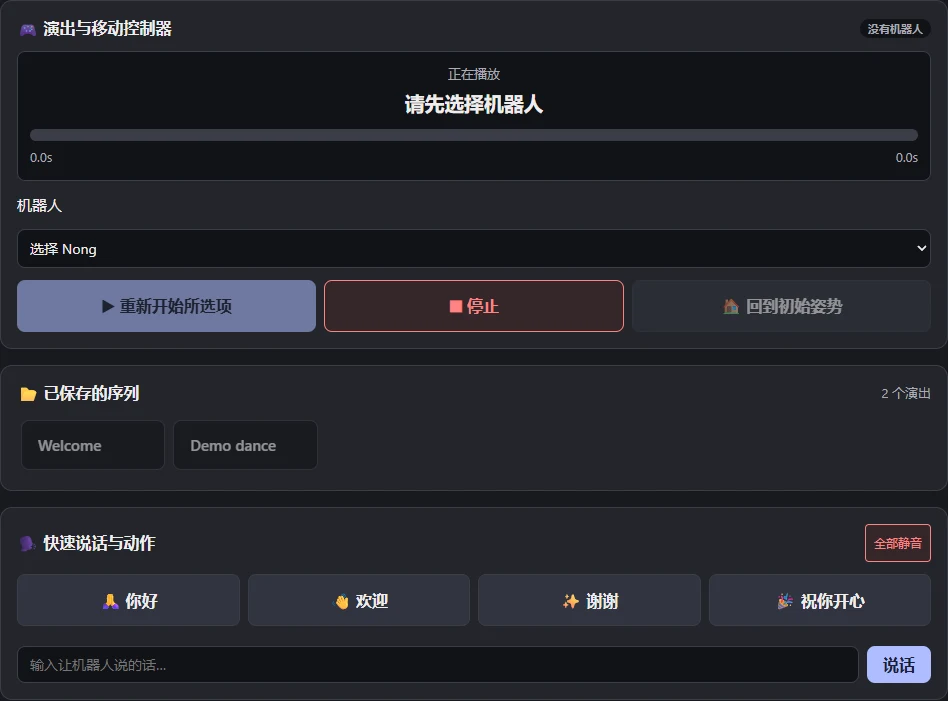 演出与移动控制器
没有机器人
正在播放
请先选择机器人
0.0s
0.0s
机器人
选择 Nong
▶ 重新开始所选项
■ 停止
回到初始姿势
已保存的序列
2 个演出
Welcome
Demo dance
快速说话与动作
全部静音
你好
欢迎
谢谢
祝你开心
输入让机器人说的话...
说话